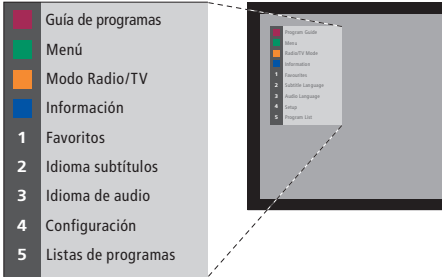 Guía de programas
Menú
Modo Radio/TV
Información
1 Favoritos
2 Idioma subtítulos
3 Idioma de audio
4 Configuración
5 Listas de programas
Program Guide
Menu
Radio/TV Mode
Information
1 Favourites
2 Subtitle Language
3 Audio Language
4 Setup
5 Program List